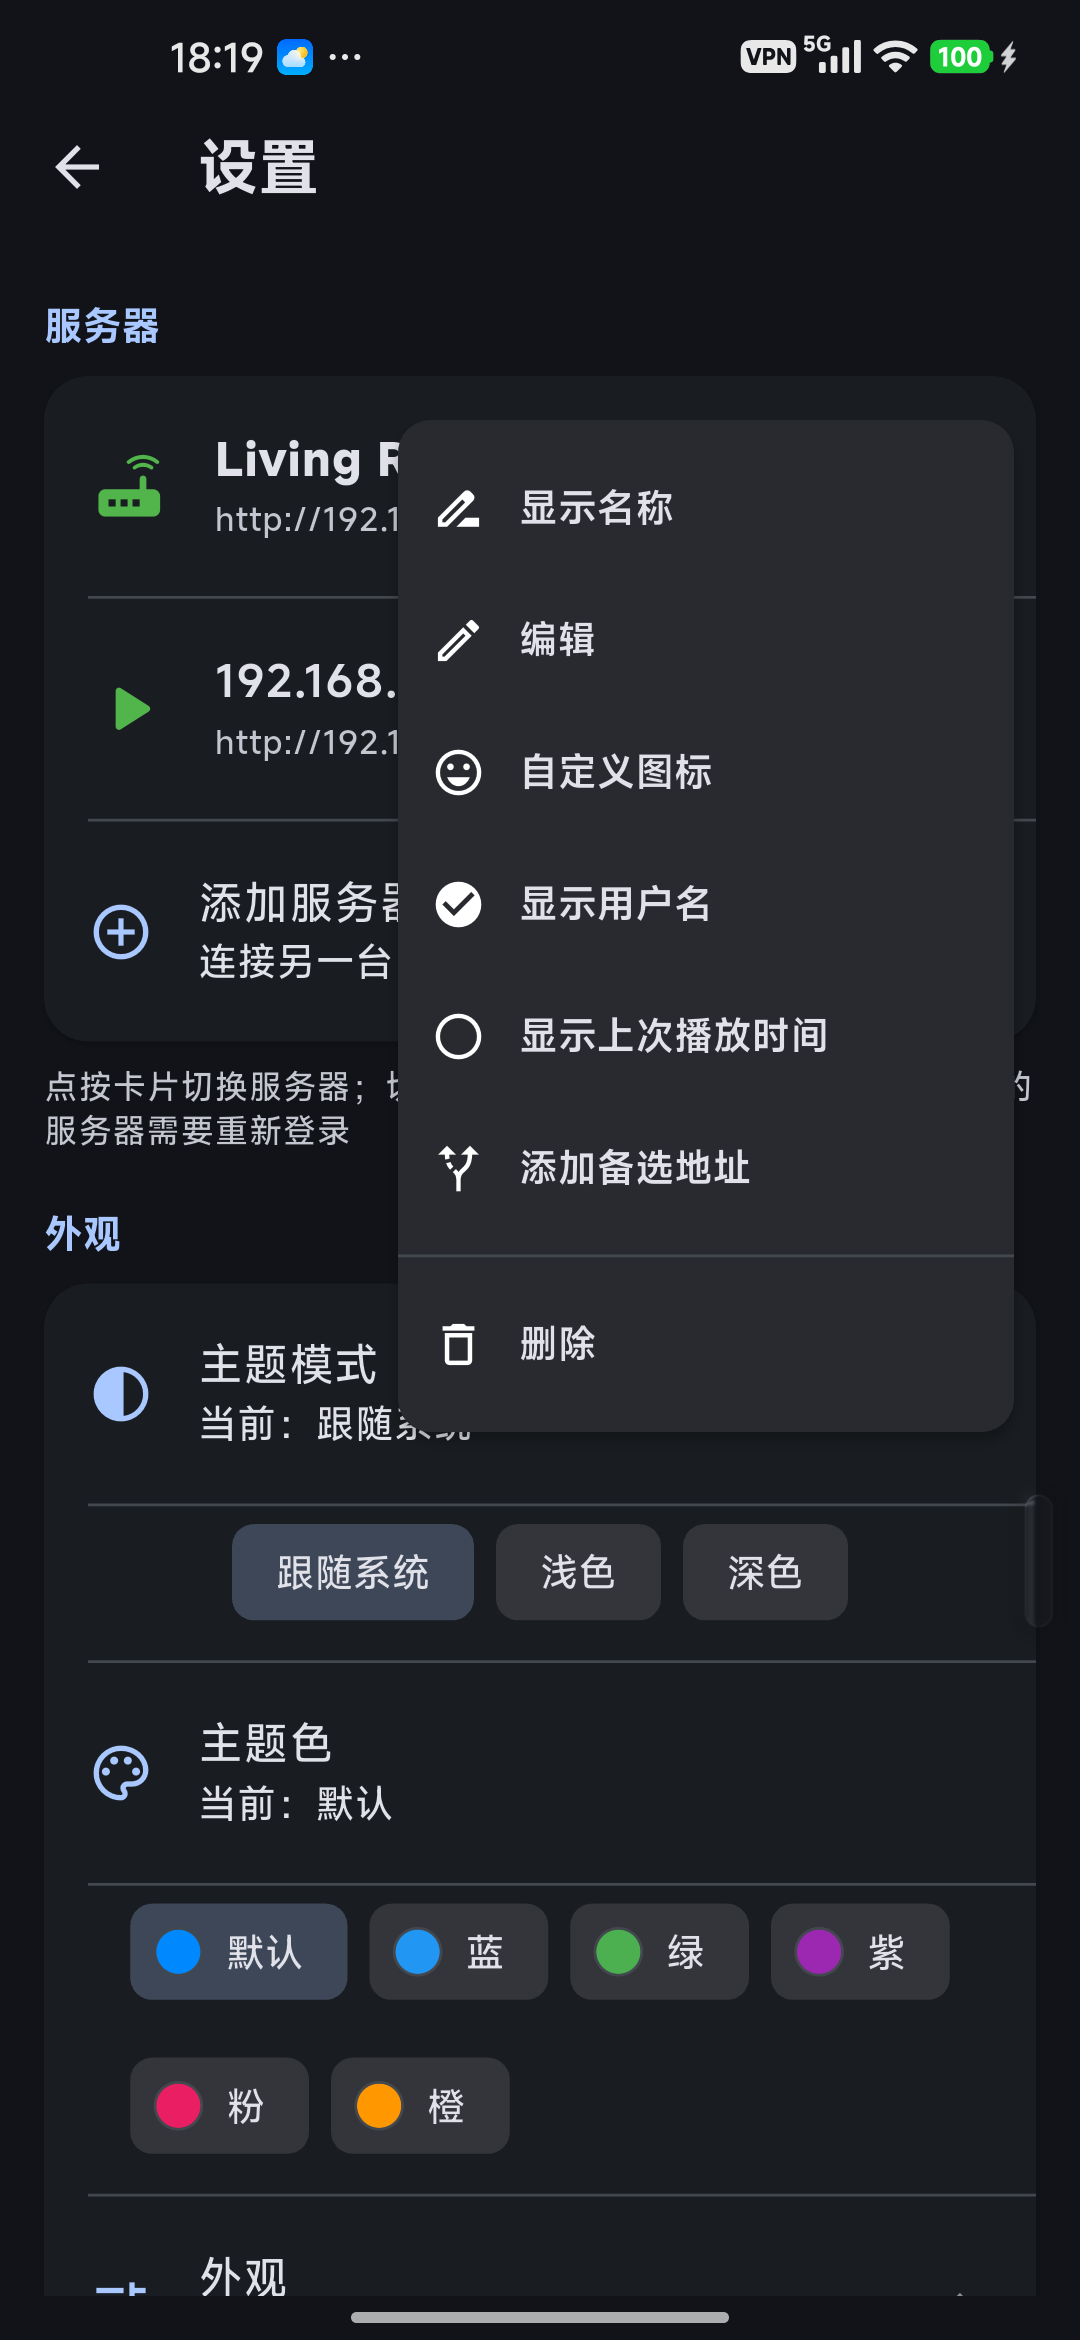 18:19
VPN 5G 100
设置
服务器
Living
http://192.1
192.168.
http://192.1
添加服务器
连接另一台
点按卡片切换服务器；
的
服务器需要重新登录
显示名称
编辑
自定义图标
显示用户名
显示上次播放时间
添加备选地址
删除
外观
主题模式
当前：跟随系统
跟随系统
浅色
深色
主题色
当前：默认
默认
蓝
绿
紫
粉
橙
外观